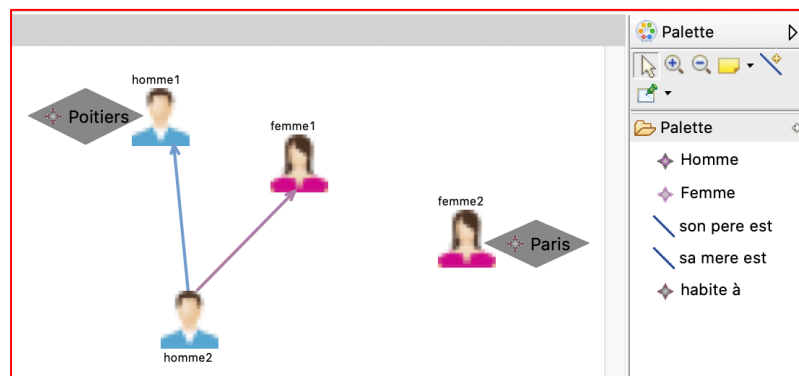 Palette
homme1
Poitiers
femme1
femme2
Paris
homme2
Palette
Homme
Femme
son pere est
sa mere est
habite à